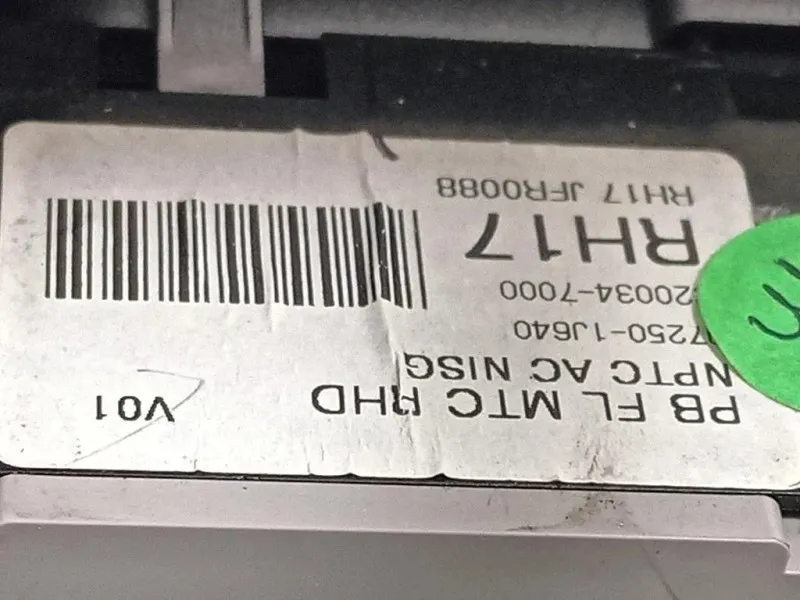 PB FL MTC RHD V01
NPTC AC NISG
7250-1J640
20034-7000
RH17
RH17 JFR0088